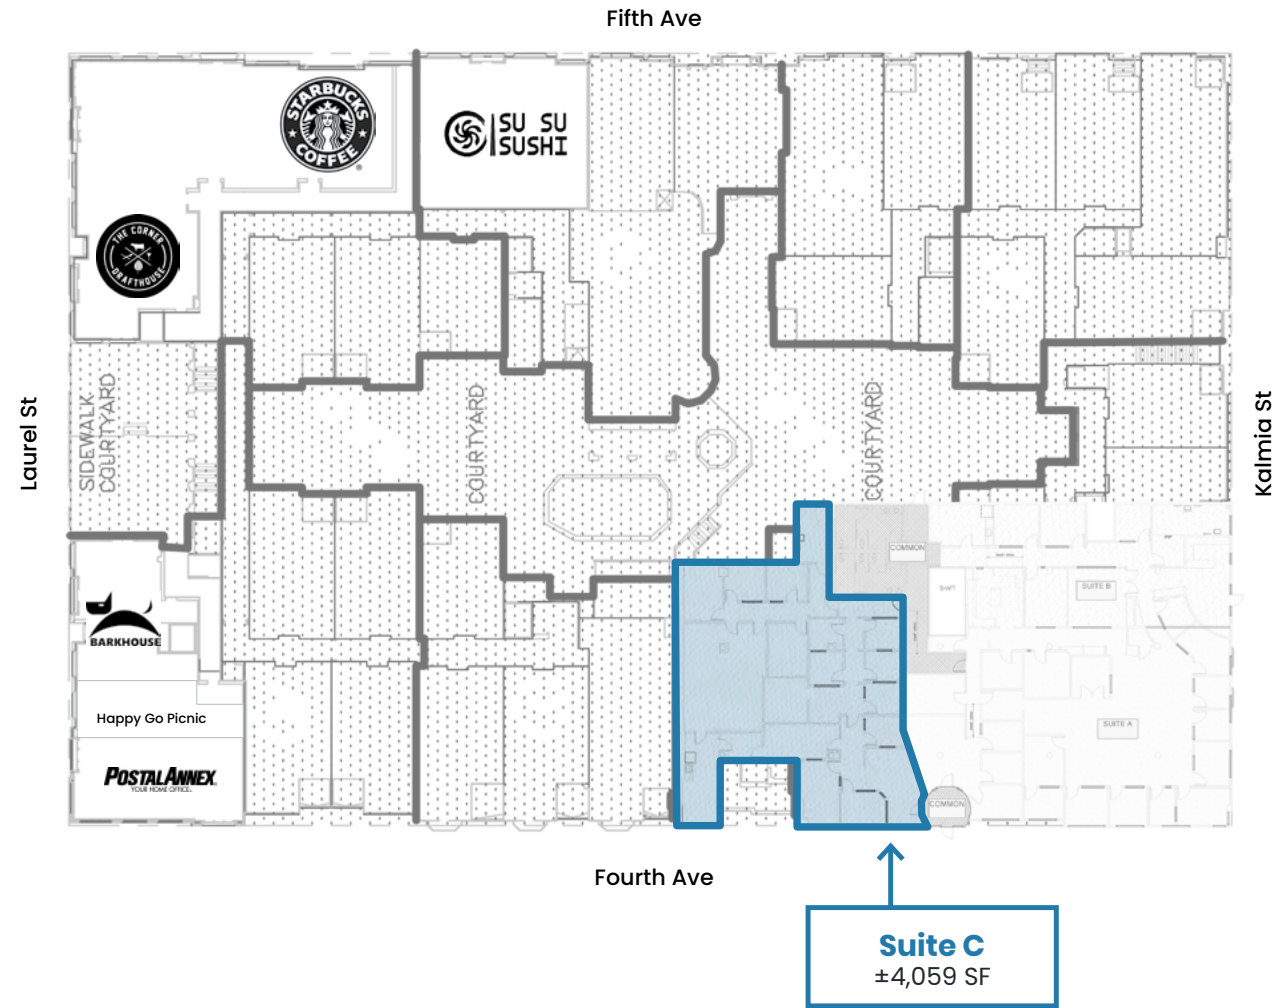 Fifth Ave
STARBUCKS
COFFEE
SU SU
SUSHI
THE CORNER
DRAFTHOUSE
Laurel St
SIDEWALK
COURTYARD
COURTYARD
COURTYARD
Kalmia St
COMMON
SUITE B
BARKHOUSE
Happy Go Picnic
SUITE A
POSTALANNEX
YOUR HOME OFFICE
COMMON
Fourth Ave
Suite C
±4,059 SF